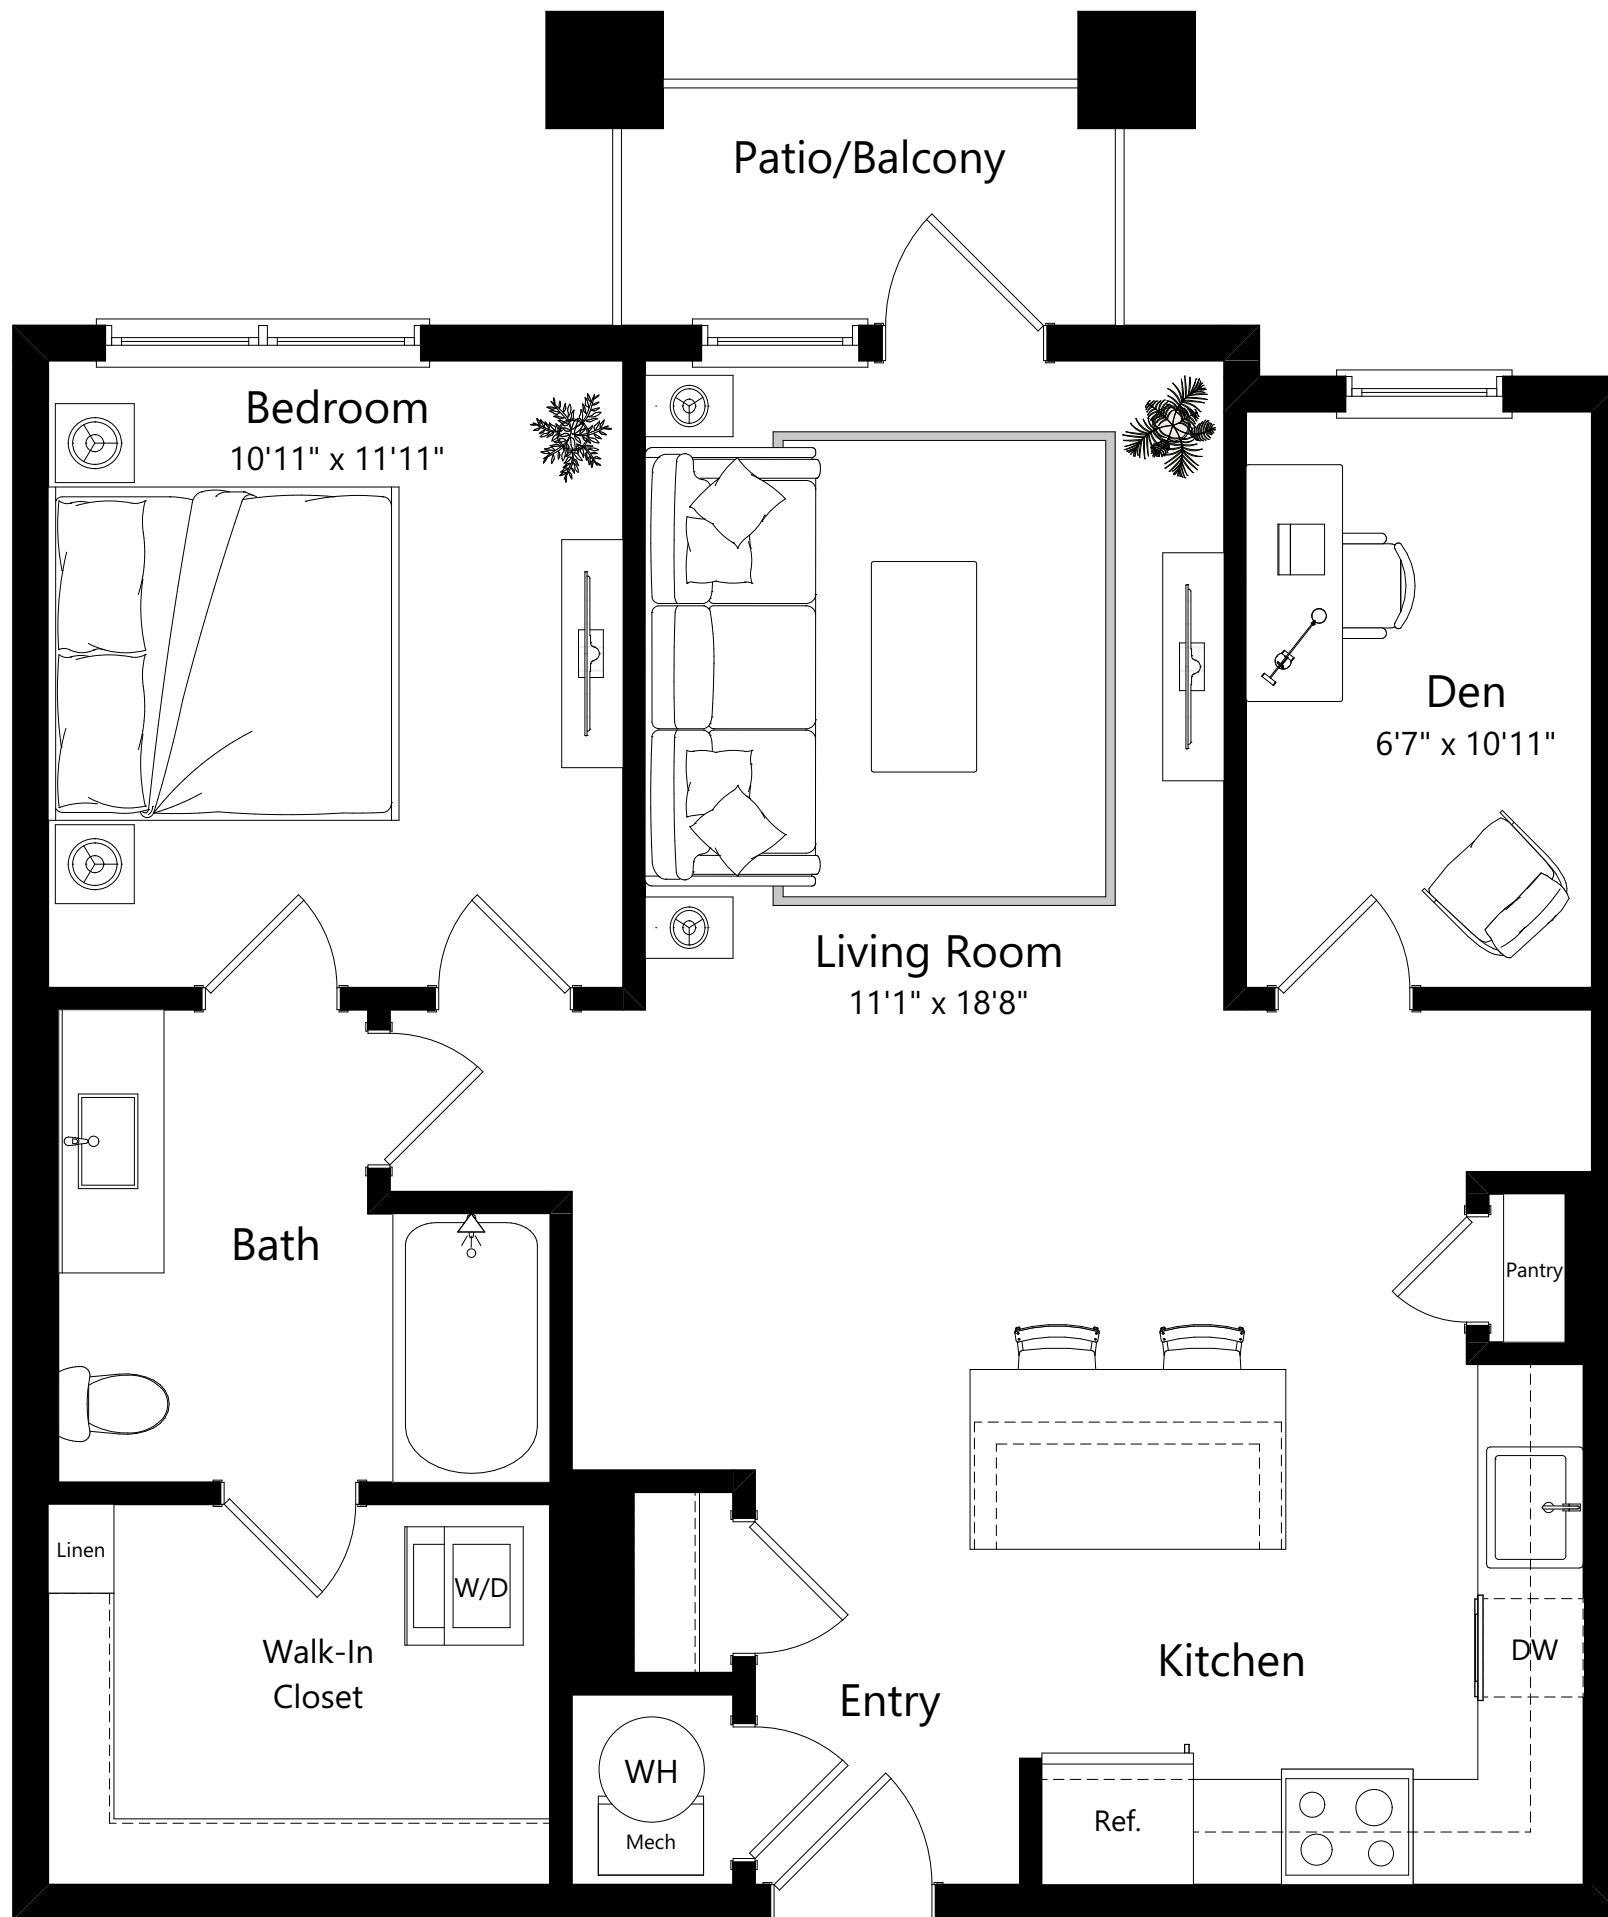 Patio/Balcony
Bedroom
10'11" x 11'11"
Den
6'7" x 10'11"
Living Room
11'1" x 18'8"
Bath
Pantry
Linen
W/D
Walk-In
Closet
Kitchen
DW
Entry
WH
Mech
Ref.